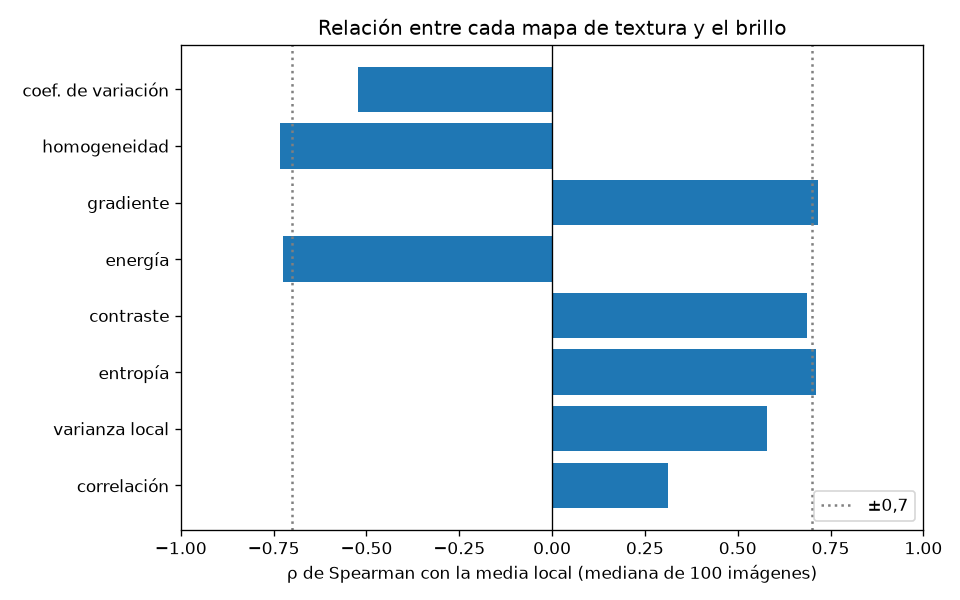 Relación entre cada mapa de textura y el brillo
coef. de variación
homogeneidad
gradiente
energía
contraste
entropía
varianza local
correlación
±0,7
−1.00 −0.75 −0.50 −0.25 0.00 0.25 0.50 0.75 1.00
ρ de Spearman con la media local (mediana de 100 imágenes)